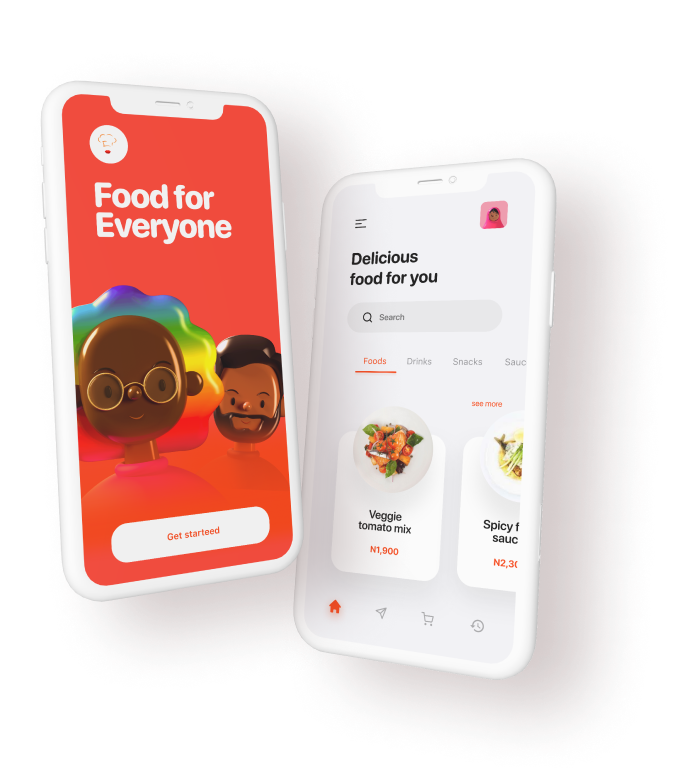 Food for
Everyone
Get starteed
Delicious
food for you
Search
Foods Drinks Snacks Sauc
see more
Veggie
tomato mix
N1,900
Spicy f
sauc
N2,30